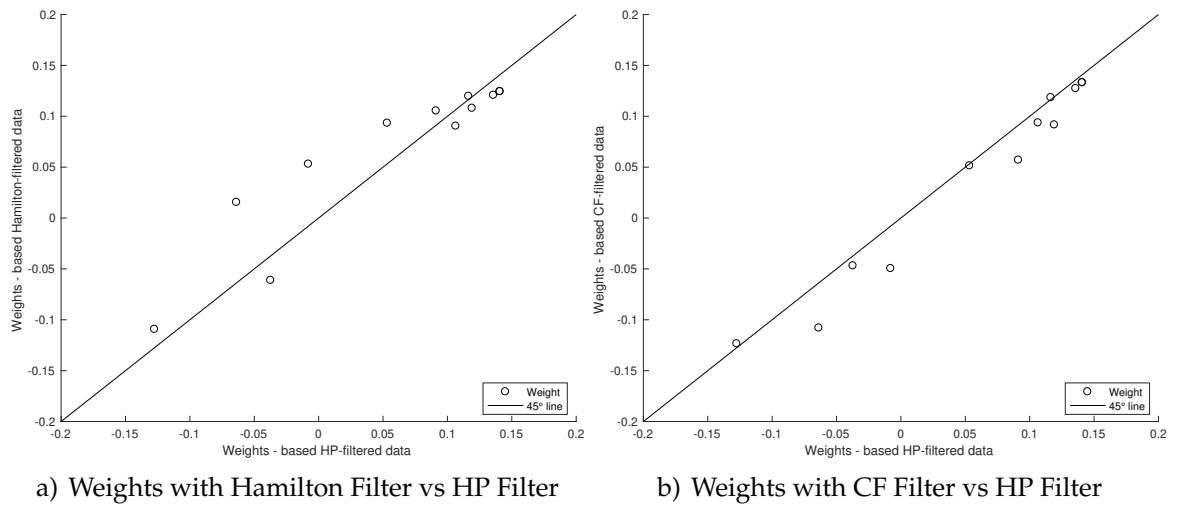 0.2
0.15
0.1
0.05
0
-0.05
-0.1
-0.15
-0.2
Weights - based Hamilton-filtered data
-0.2 -0.15 -0.1 -0.05 0 0.05 0.1 0.15 0.2
Weights - based HP-filtered data
Weight
45° line
a) Weights with Hamilton Filter vs HP Filter
0.2
0.15
0.1
0.05
0
-0.05
-0.1
-0.15
-0.2
Weights - based CF-filtered data
-0.2 -0.15 -0.1 -0.05 0 0.05 0.1 0.15 0.2
Weights - based HP-filtered data
Weight
45° line
b) Weights with CF Filter vs HP Filter